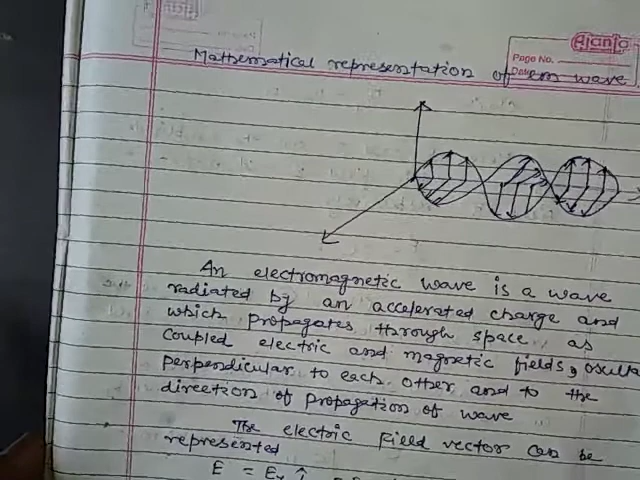 Ajanta
Page No.
Date
Mathematical representation of em wave
An electromagnetic wave is a wave
radiated by an accelerated charge and
which propagates through space, as
coupled electric and magnetic fields,
perpendicular to each other and to the
direction of propagation of wave
The electric field vector can be
represented
E = E